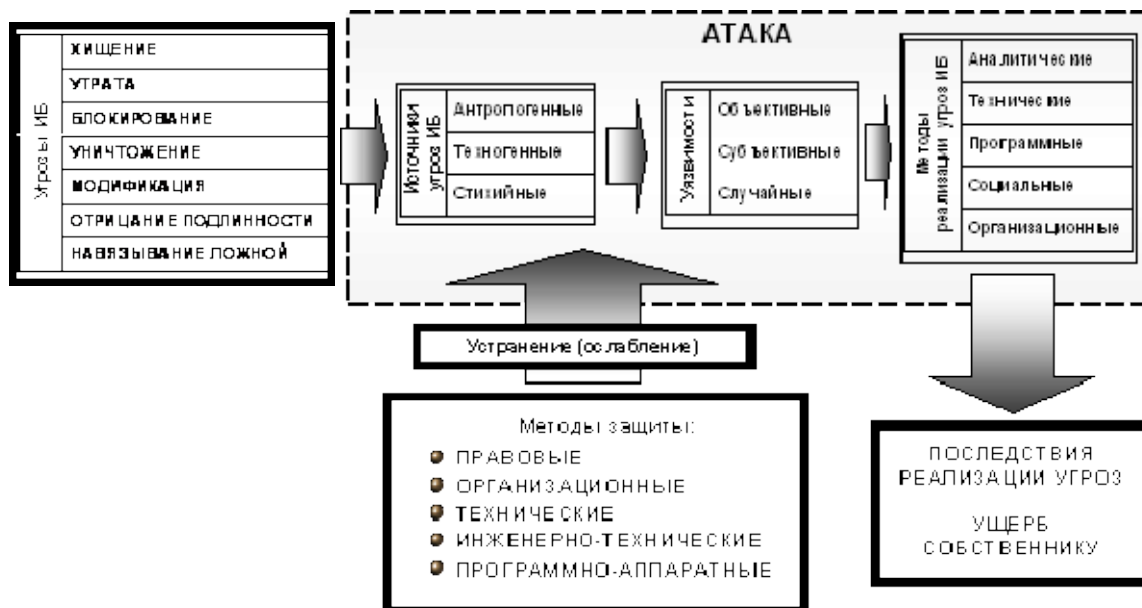 АТАКА
Угрозы ИБ
ХИЩЕНИЕ
УТРАТА
БЛОКИРОВАНИЕ
УНИЧТОЖЕНИЕ
МОДИФИКАЦИЯ
ОТРИЦАНИЕ ПОДЛИННОСТИ
НАВЯЗЫВАНИЕ ЛОЖНОЙ
Источники
угроз ИБ
Антропогенные
Техногенные
Стихийные
Уязвимости
Объективные
Субъективные
Случайные
Методы
реализации угроз ИБ
Аналитические
Технические
Программные
Социальные
Организационные
Устранение (ослабление)
Методы защиты:
ПРАВОВЫЕ
ОРГАНИЗАЦИОННЫЕ
ТЕХНИЧЕСКИЕ
ИНЖЕНЕРНО-ТЕХНИЧЕСКИЕ
ПРОГРАММНО-АППАРАТНЫЕ
ПОСЛЕДСТВИЯ
РЕАЛИЗАЦИИ УГРОЗ
УЩЕРБ
СОБСТВЕННИКУ